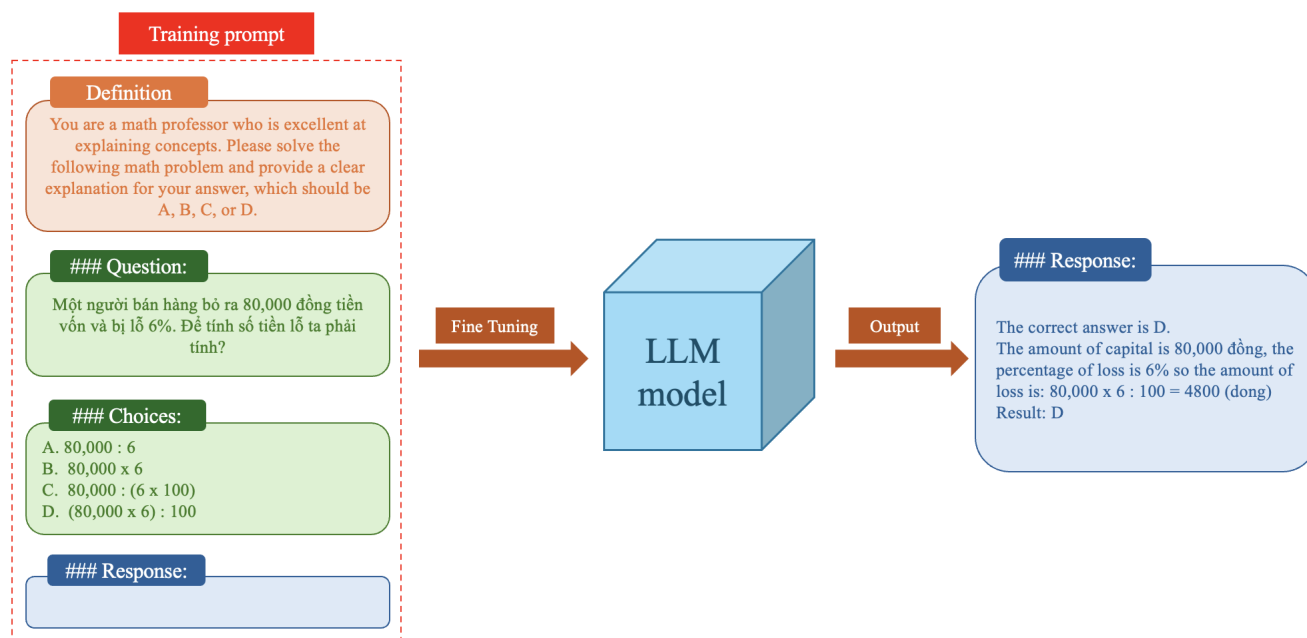 Training prompt
Definition
You are a math professor who is excellent at
explaining concepts. Please solve the
following math problem and provide a clear
explanation for your answer, which should be
A, B, C, or D.
### Question:
Một người bán hàng bỏ ra 80,000 đồng tiền
vốn và bị lỗ 6%. Để tính số tiền lỗ ta phải
tính?
### Choices:
A. 80,000 : 6
B. 80,000 x 6
C. 80,000 : (6 x 100)
D. (80,000 x 6) : 100
### Response:
Fine Tuning
LLM
model
Output
### Response:
The correct answer is D.
The amount of capital is 80,000 đồng, the
percentage of loss is 6% so the amount of
loss is: 80,000 x 6 : 100 = 4800 (dong)
Result: D